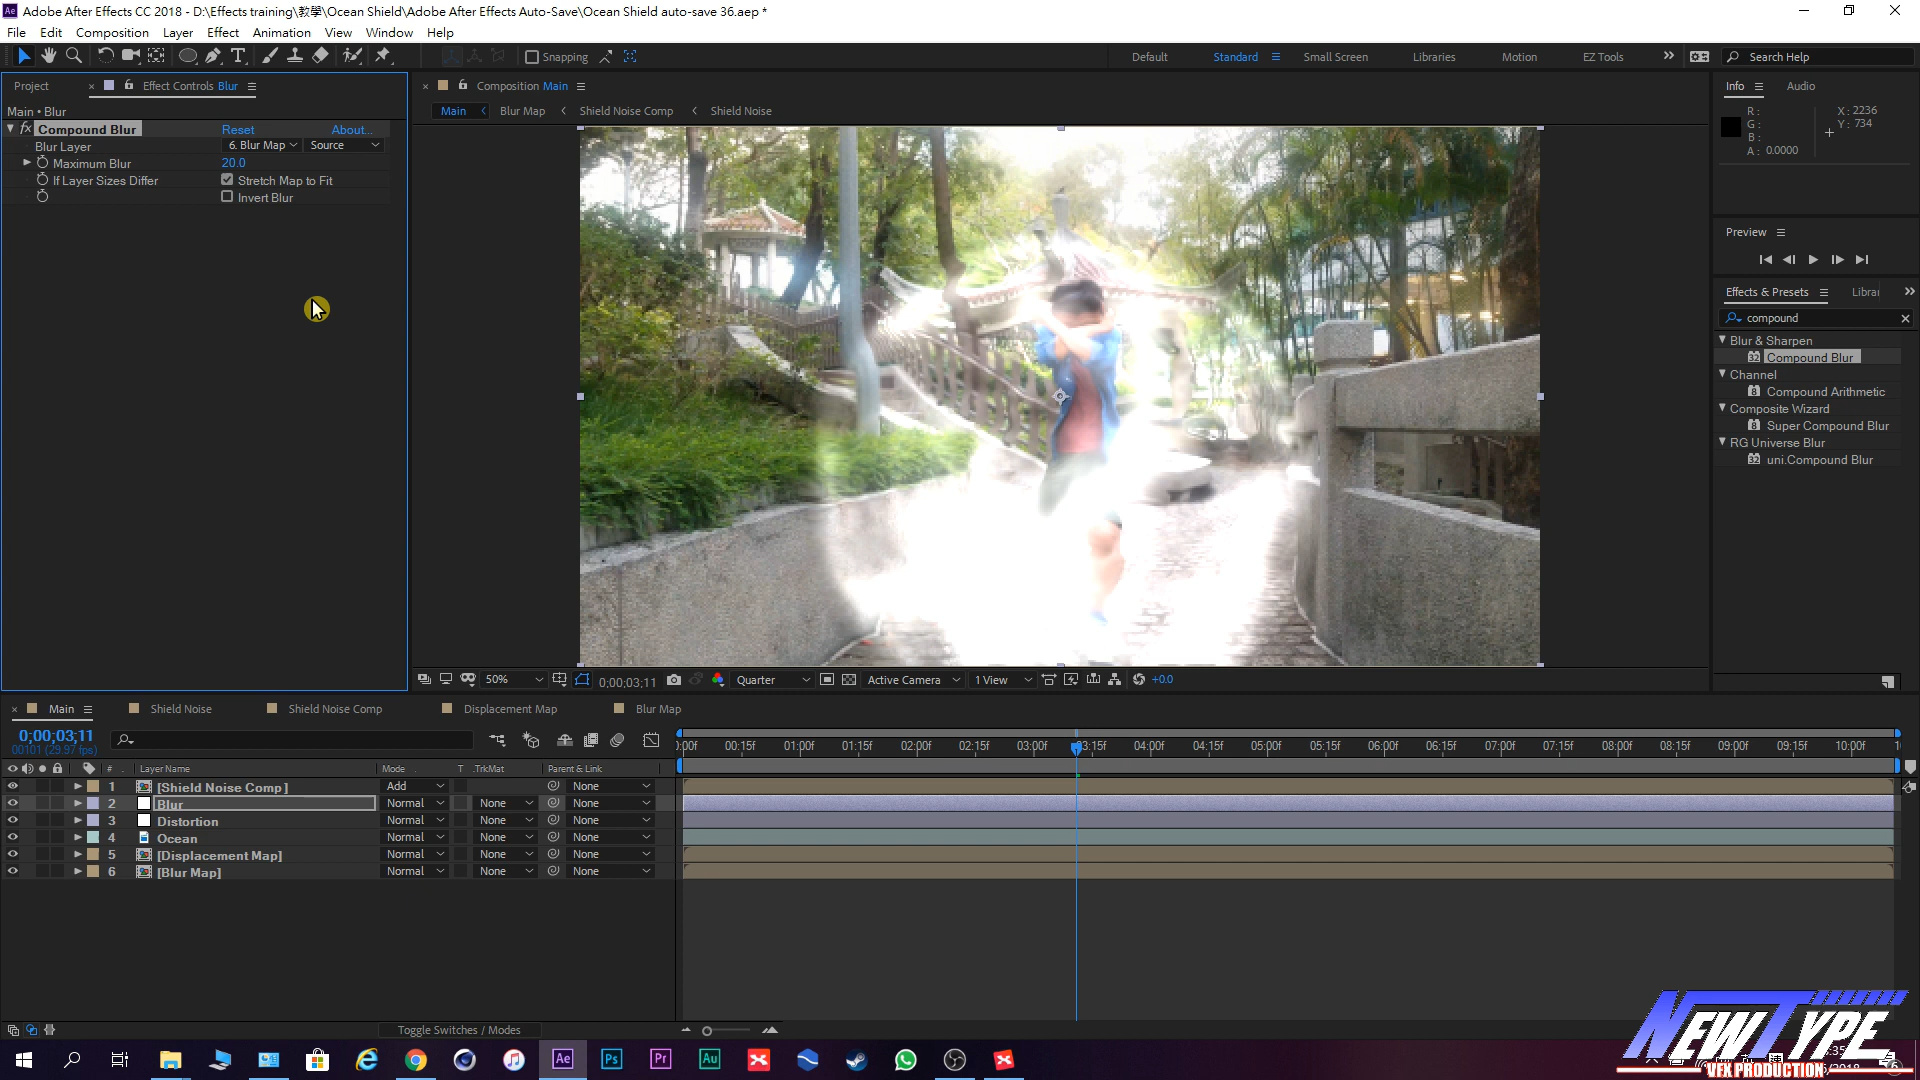 Adobe After Effects CC 2018 - D:\Effects training\教學\Ocean Shield\Adobe After Effects Auto-Save\Ocean Shield auto-save 36.aep *
File Edit Composition Layer Effect Animation View Window Help
Snapping
Default Standard Small Screen Libraries Motion EZ Tools
Search Help
Project
Effect Controls Blur
Main • Blur
fx Compound Blur Reset About...
Blur Layer 6. Blur Map Source
Maximum Blur 20.0
If Layer Sizes Differ Stretch Map to Fit
Invert Blur
Composition Main
Main Blur Map Shield Noise Comp Shield Noise
50% 0;00;03;11 Quarter Active Camera 1 View +0.0
Info Audio
R :
G :
B :
A : 0.0000
X : 2236
Y : 734
Preview
Effects & Presets Librar
compound
Blur & Sharpen
Compound Blur
Channel
Compound Arithmetic
Composite Wizard
Super Compound Blur
RG Universe Blur
uni.Compound Blur
Main Shield Noise Shield Noise Comp Displacement Map Blur Map
0;00;03;11
00101 (29.97 fps)
:00f 00:15f 01:00f 01:15f 02:00f 02:15f 03:00f 03:15f 04:00f 04:15f 05:00f 05:15f 06:00f 06:15f 07:00f 07:15f 08:00f 08:15f 09:00f 09:15f 10:00f
# Layer Name Mode T .TrkMat Parent & Link
1 [Shield Noise Comp] Add None
2 Blur Normal None None
3 Distortion Normal None None
4 Ocean Normal None None
5 [Displacement Map] Normal None None
6 [Blur Map] Normal None None
Toggle Switches / Modes
Ae Ps Pr Au
NEWTYPE
VFX PRODUCTION